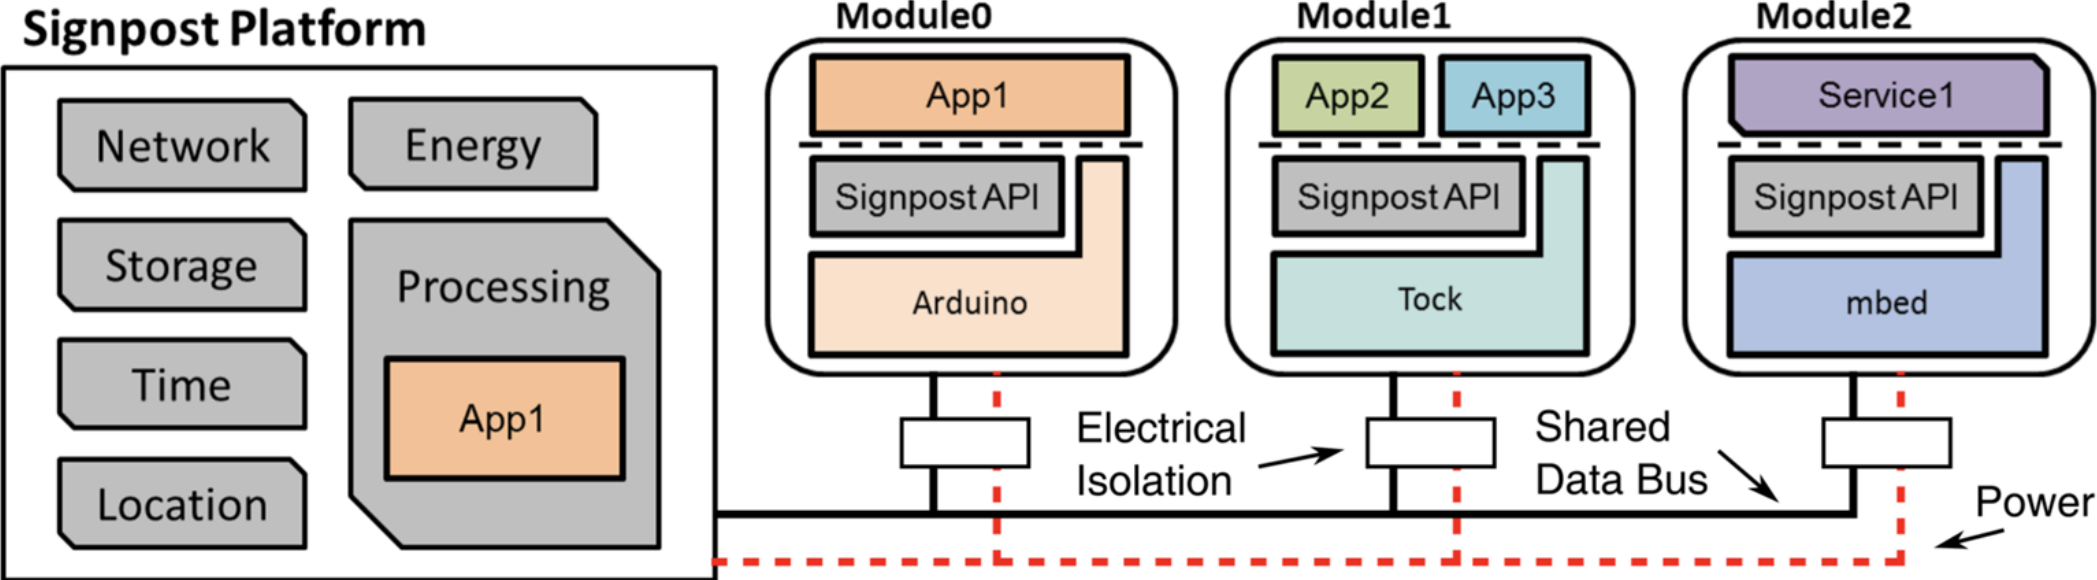 Signpost Platform
Network
Energy
Storage
Processing
Time
App1
Location
Module0
App1
Signpost API
Arduino
Module1
App2
App3
Signpost API
Tock
Module2
Service1
Signpost API
mbed
Electrical
Isolation
Shared
Data Bus
Power